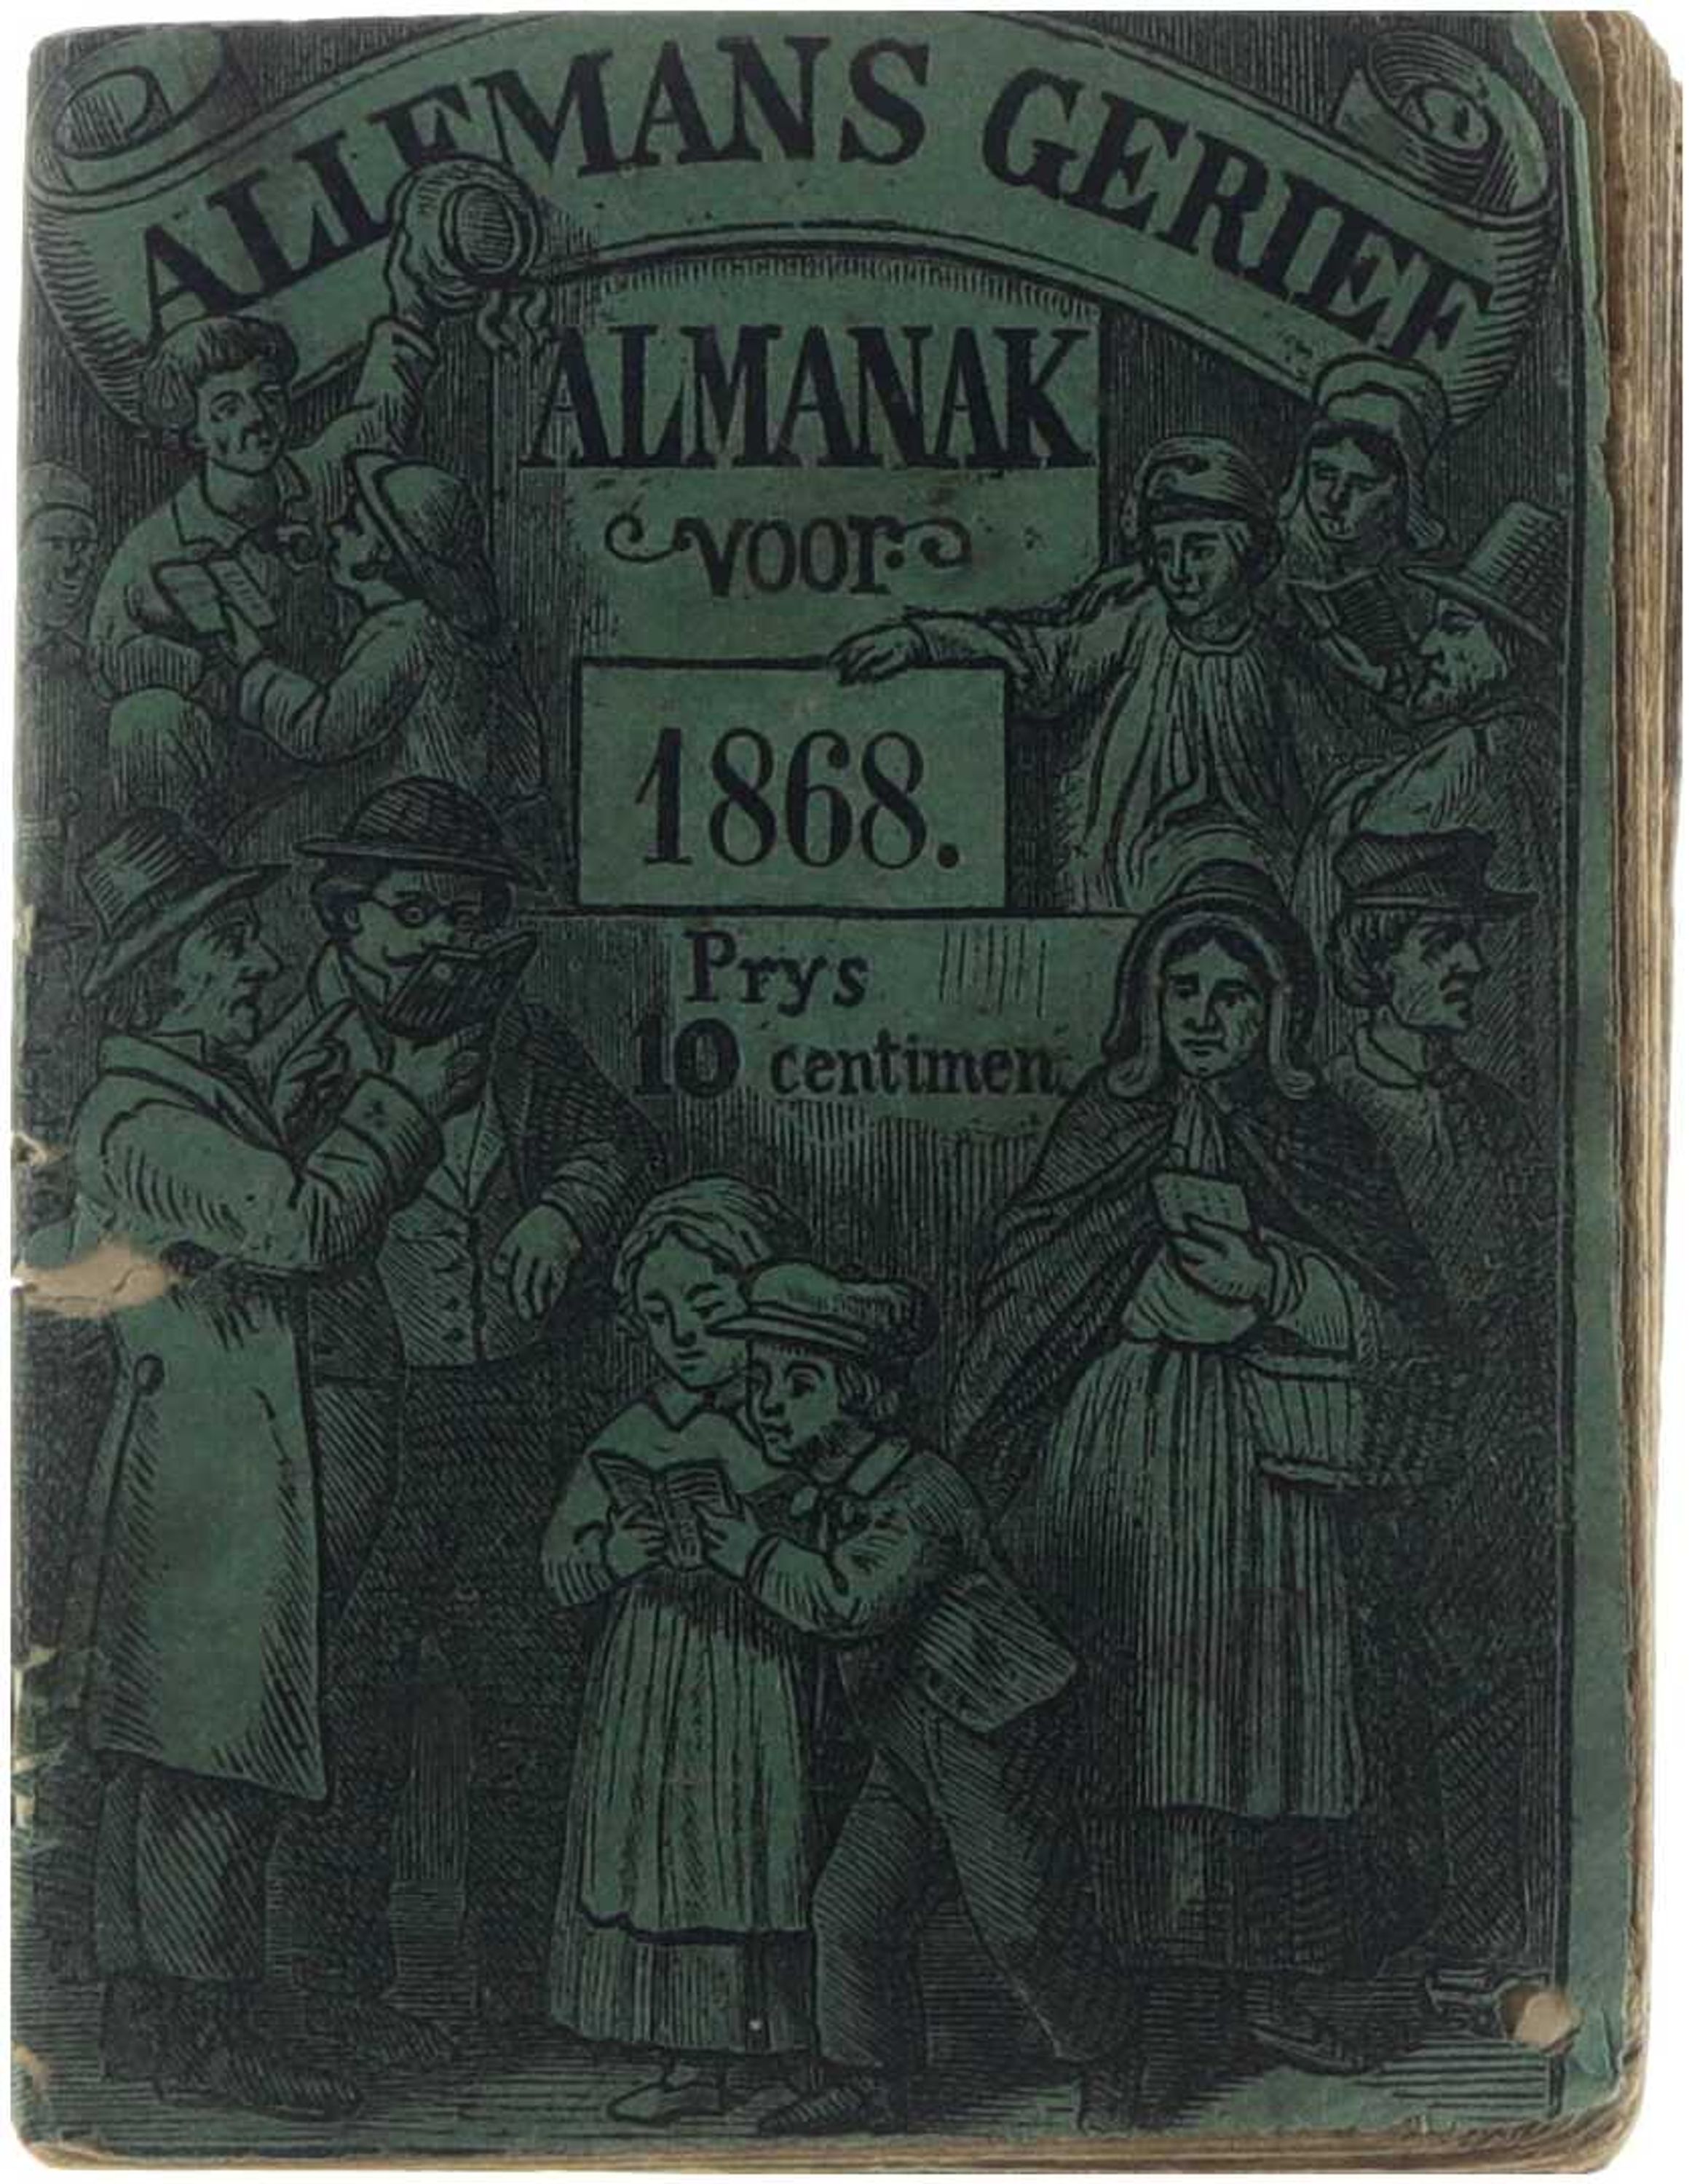 ALLEMANS GERIEF
ALMANAK
voor
1868.
Prys
10 centimen.